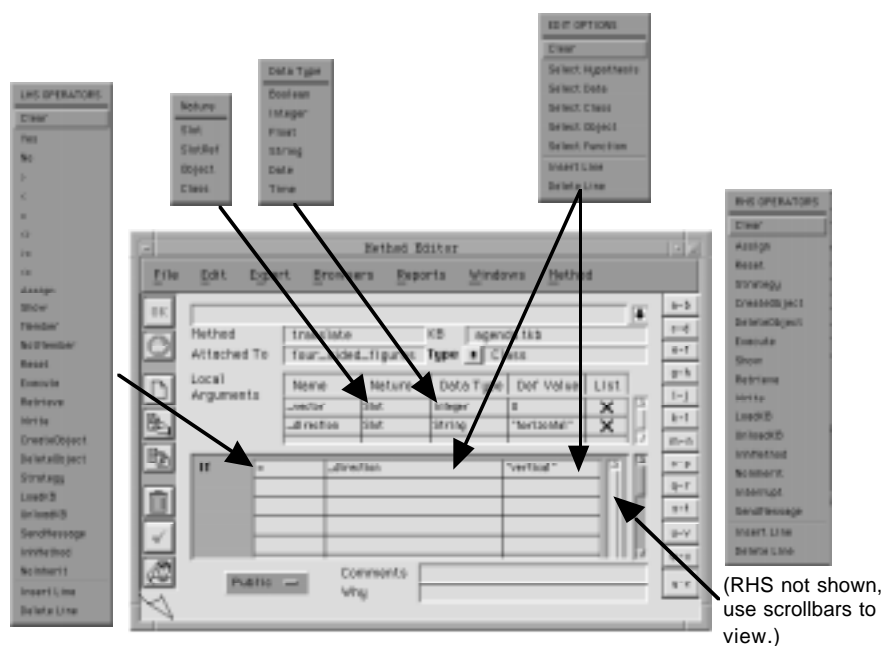 EDIT OPTIONS
Clear
Select Hypothesis
Select Data
Select Class
Select Object
Select Function
Insert Line
Delete Line
Data Type
Boolean
Integer
Float
String
Date
Time
LHS OPERATORS
Clear
Yes
No
>
<
=
Assign
Show
Member
NotMember
Reset
Execute
Retrieve
Write
CreateObject
DeleteObject
Strategy
LoadKB
UnloadKB
SendMessage
InhMethod
NoInherit
Insert Line
Delete Line
Nature
Slot
SlotRef
Object
Class
RHS OPERATORS
Clear
Assign
Reset
Strategy
CreateObject
DeleteObject
Execute
Show
Retrieve
Write
LoadKB
UnloadKB
InhMethod
NoInherit
Interrupt
SendMessage
Insert Line
Delete Line
Method Editor
File Edit Expert Browsers Reports Windows Method
OK
Method translate KB agenda.tkb
Attached To four_sided_figures Type Class
Local Arguments
Name Nature Data Type Def Value List
_vector Slot Integer 0
_direction Slot String "horizontal"
If = _direction "vertical"
Public
Comments
Why
a-b
c-d
e-f
g-h
i-j
k-l
m-n
o-p
q-r
s-t
u-v
(RHS not shown,
use scrollbars to
view.)